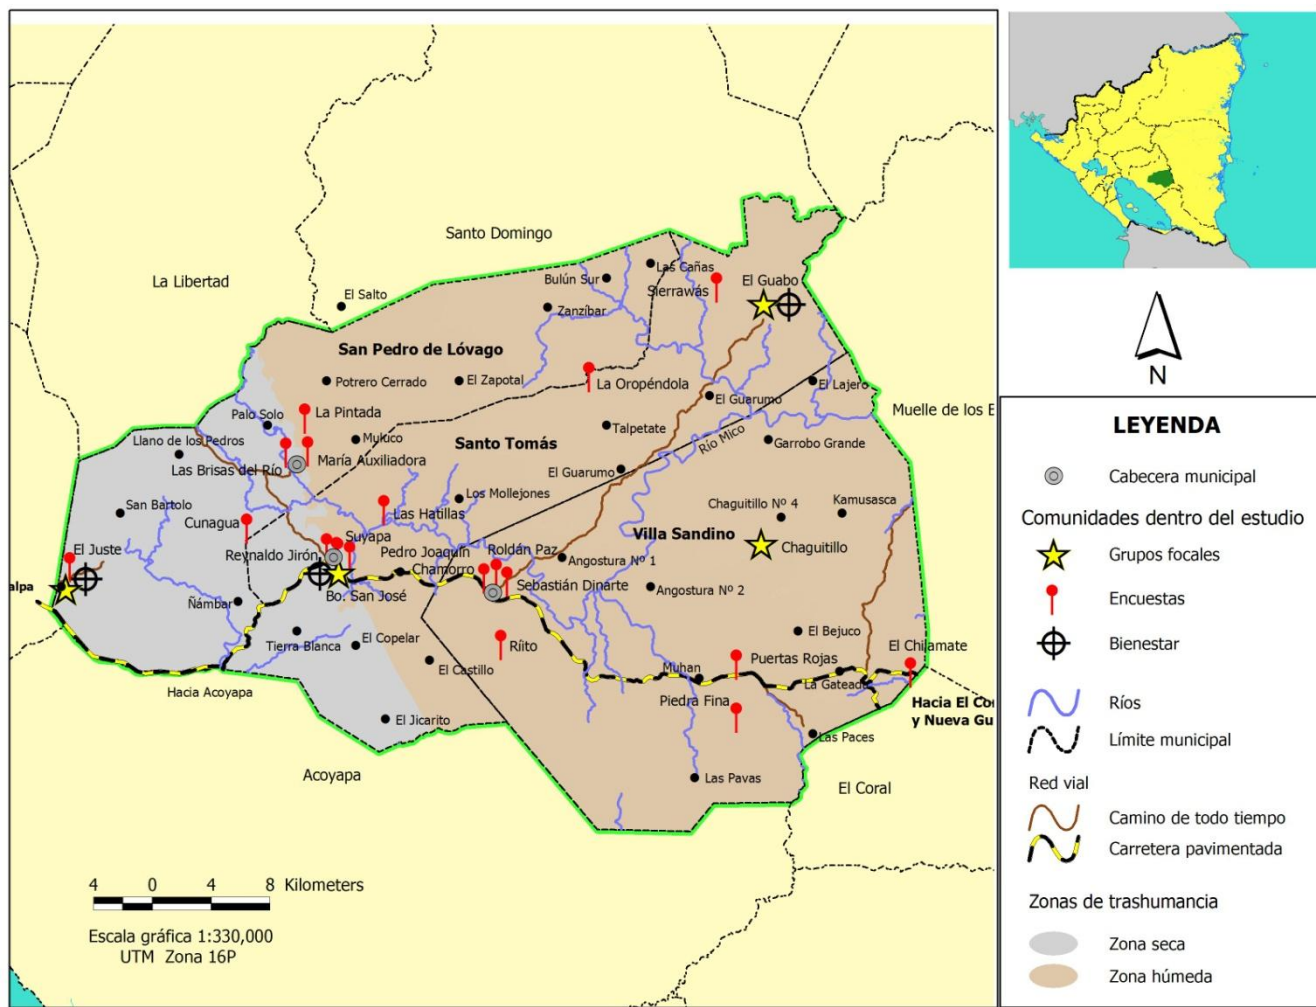 Santo Domingo
La Libertad
El Salto
Bulún Sur
Las Cañas
Sierrawás
El Guabo
Zanzíbar
San Pedro de Lóvago
Potrero Cerrado
El Zapotal
La Oropéndola
El Lajero
El Guarumo
Muelle de los
La Pintada
Palo Solo
Muluco
Santo Tomás
Talpetate
Río Mico
Garrobo Grande
Llano de los Pedros
Las Brisas del Río
María Auxiliadora
El Guarumo
San Bartolo
Cunagua
Las Hatillas
Los Mollejones
Chaguitillo Nº 4
Kamusasca
Villa Sandino
El Juste
Reynaldo Jirón
Suyapa
Pedro Joaquín
Chamorro
Roldán Paz
Angostura Nº 1
Chaguitillo
alpa
Sebastián Dinarte
Angostura Nº 2
Ñámbar
Bo. San José
Tierra Blanca
El Copelar
Ríito
El Bejuco
El Chilamate
El Castillo
Muhan
Puertas Rojas
La Gateada
Hacia Acoyapa
Piedra Fina
Hacia El Co
y Nueva Gu
El Jicarito
Las Paces
Acoyapa
Las Pavas
El Coral
4 0 4 8 Kilometers
Escala gráfica 1:330,000
UTM Zona 16P
N
LEYENDA
Cabecera municipal
Comunidades dentro del estudio
Grupos focales
Encuestas
Bienestar
Ríos
Límite municipal
Red vial
Camino de todo tiempo
Carretera pavimentada
Zonas de trashumancia
Zona seca
Zona húmeda